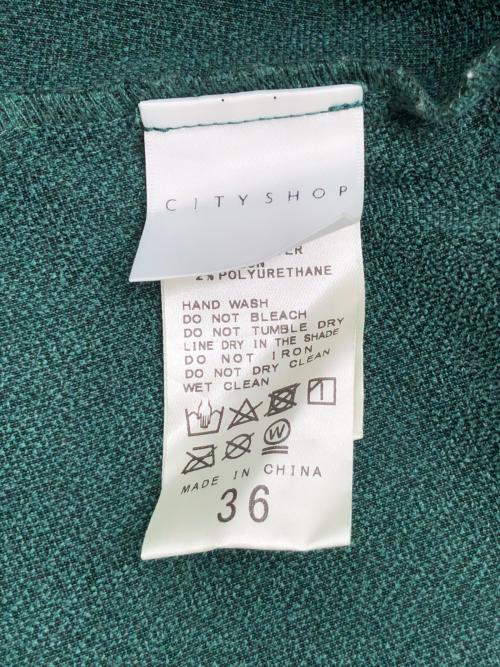 CITYSHOP
2% POLYURETHANE
HAND WASH
DO NOT BLEACH
DO NOT TUMBLE DRY
LINE DRY IN THE SHADE
DO NOT IRON
DO NOT DRY CLEAN
WET CLEAN
W
MADE IN CHINA
36